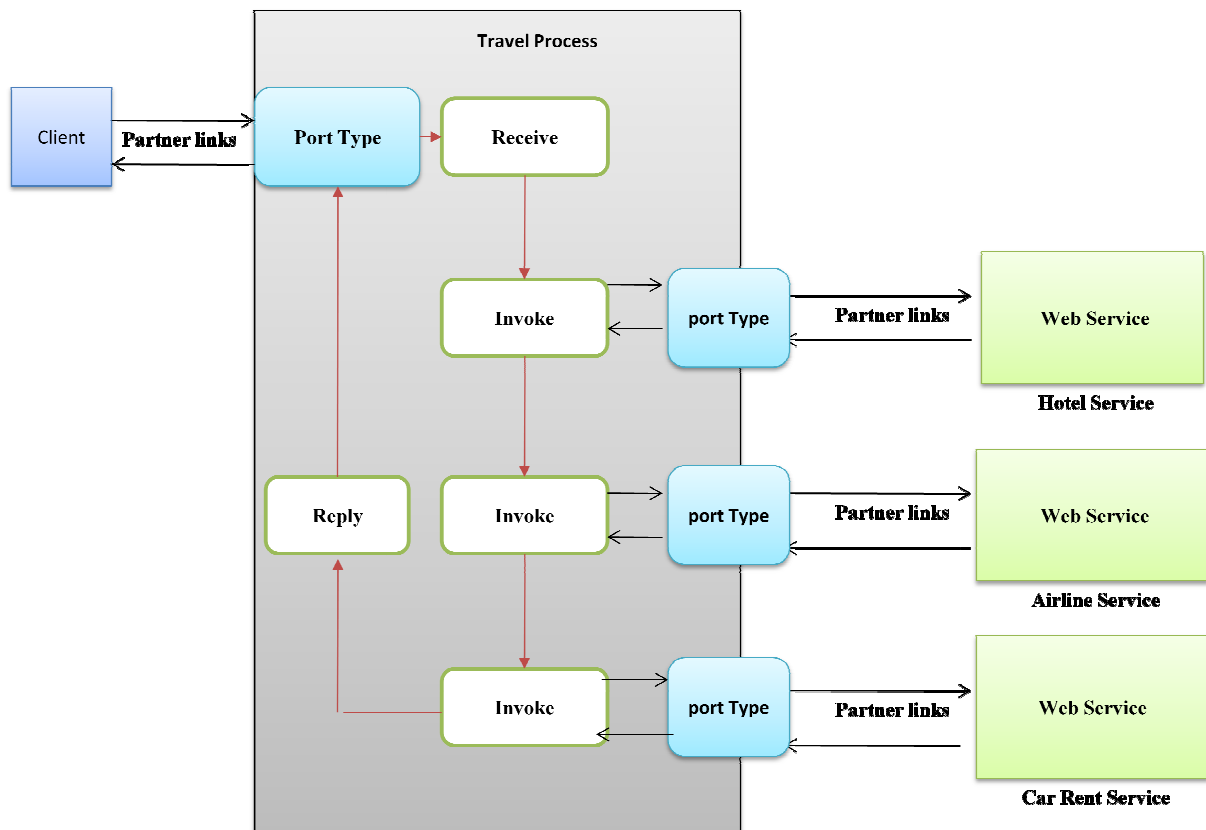 Travel Process
Client
Partner links
Port Type
Receive
Invoke
port Type
Partner links
Web Service
Hotel Service
Reply
Invoke
port Type
Partner links
Web Service
Airline Service
Invoke
port Type
Partner links
Web Service
Car Rent Service